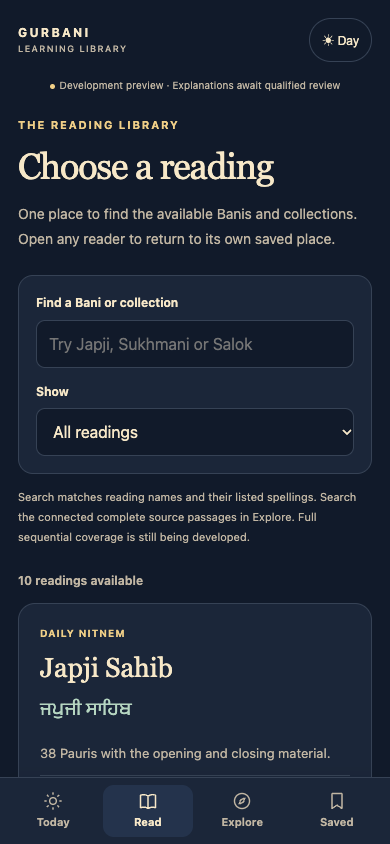 GURBANI
LEARNING LIBRARY
Day
Development preview · Explanations await qualified review
THE READING LIBRARY
Choose a reading
One place to find the available Banis and collections.
Open any reader to return to its own saved place.
Find a Bani or collection
Try Japji, Sukhmani or Salok
Show
All readings
Search matches reading names and their listed spellings. Search
the connected complete source passages in Explore. Full
sequential coverage is still being developed.
10 readings available
DAILY NITNEM
Japji Sahib
ਜਪੁਜੀ ਸਾਹਿਬ
38 Pauris with the opening and closing material.
Today
Read
Explore
Saved